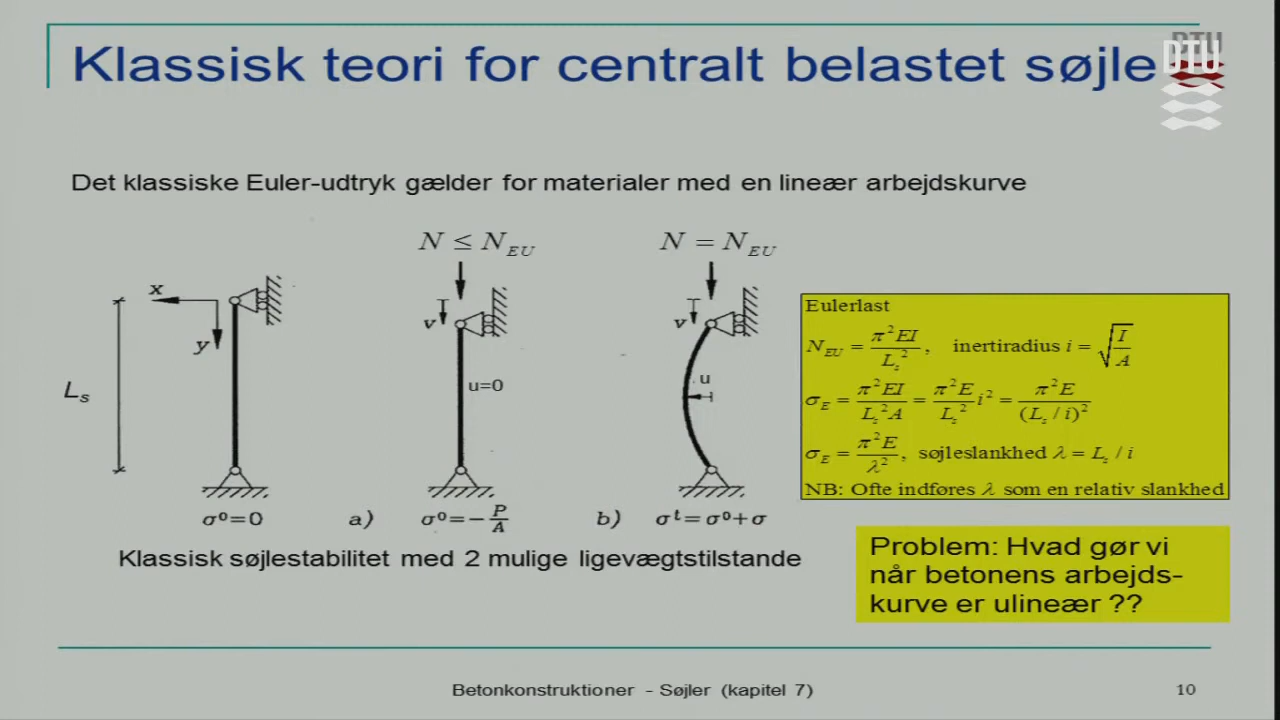 Klassisk teori for centralt belastet søjle
DTU
DTU
Det klassiske Euler-udtryk gælder for materialer med en lineær arbejdskurve
N ≤ N_EU
N = N_EU
x
y
L_s
v
u=0
v
u
σ⁰=0
a)
σ⁰=-P/A
b)
σᵗ=σ⁰+σ
Eulerlast
N_EU = π²EI / L_s², inertiradius i = √(I/A)
σ_E = π²EI / L_s²A = π²E / L_s² i² = π²E / (L_s / i)²
σ_E = π²E / λ², søjleslankhed λ = L_s / i
NB: Ofte indføres λ som en relativ slankhed
Klassisk søjlestabilitet med 2 mulige ligevægtstilstande
Problem: Hvad gør vi
når betonens arbejds-
kurve er ulineær ??
Betonkonstruktioner - Søjler (kapitel 7)
10